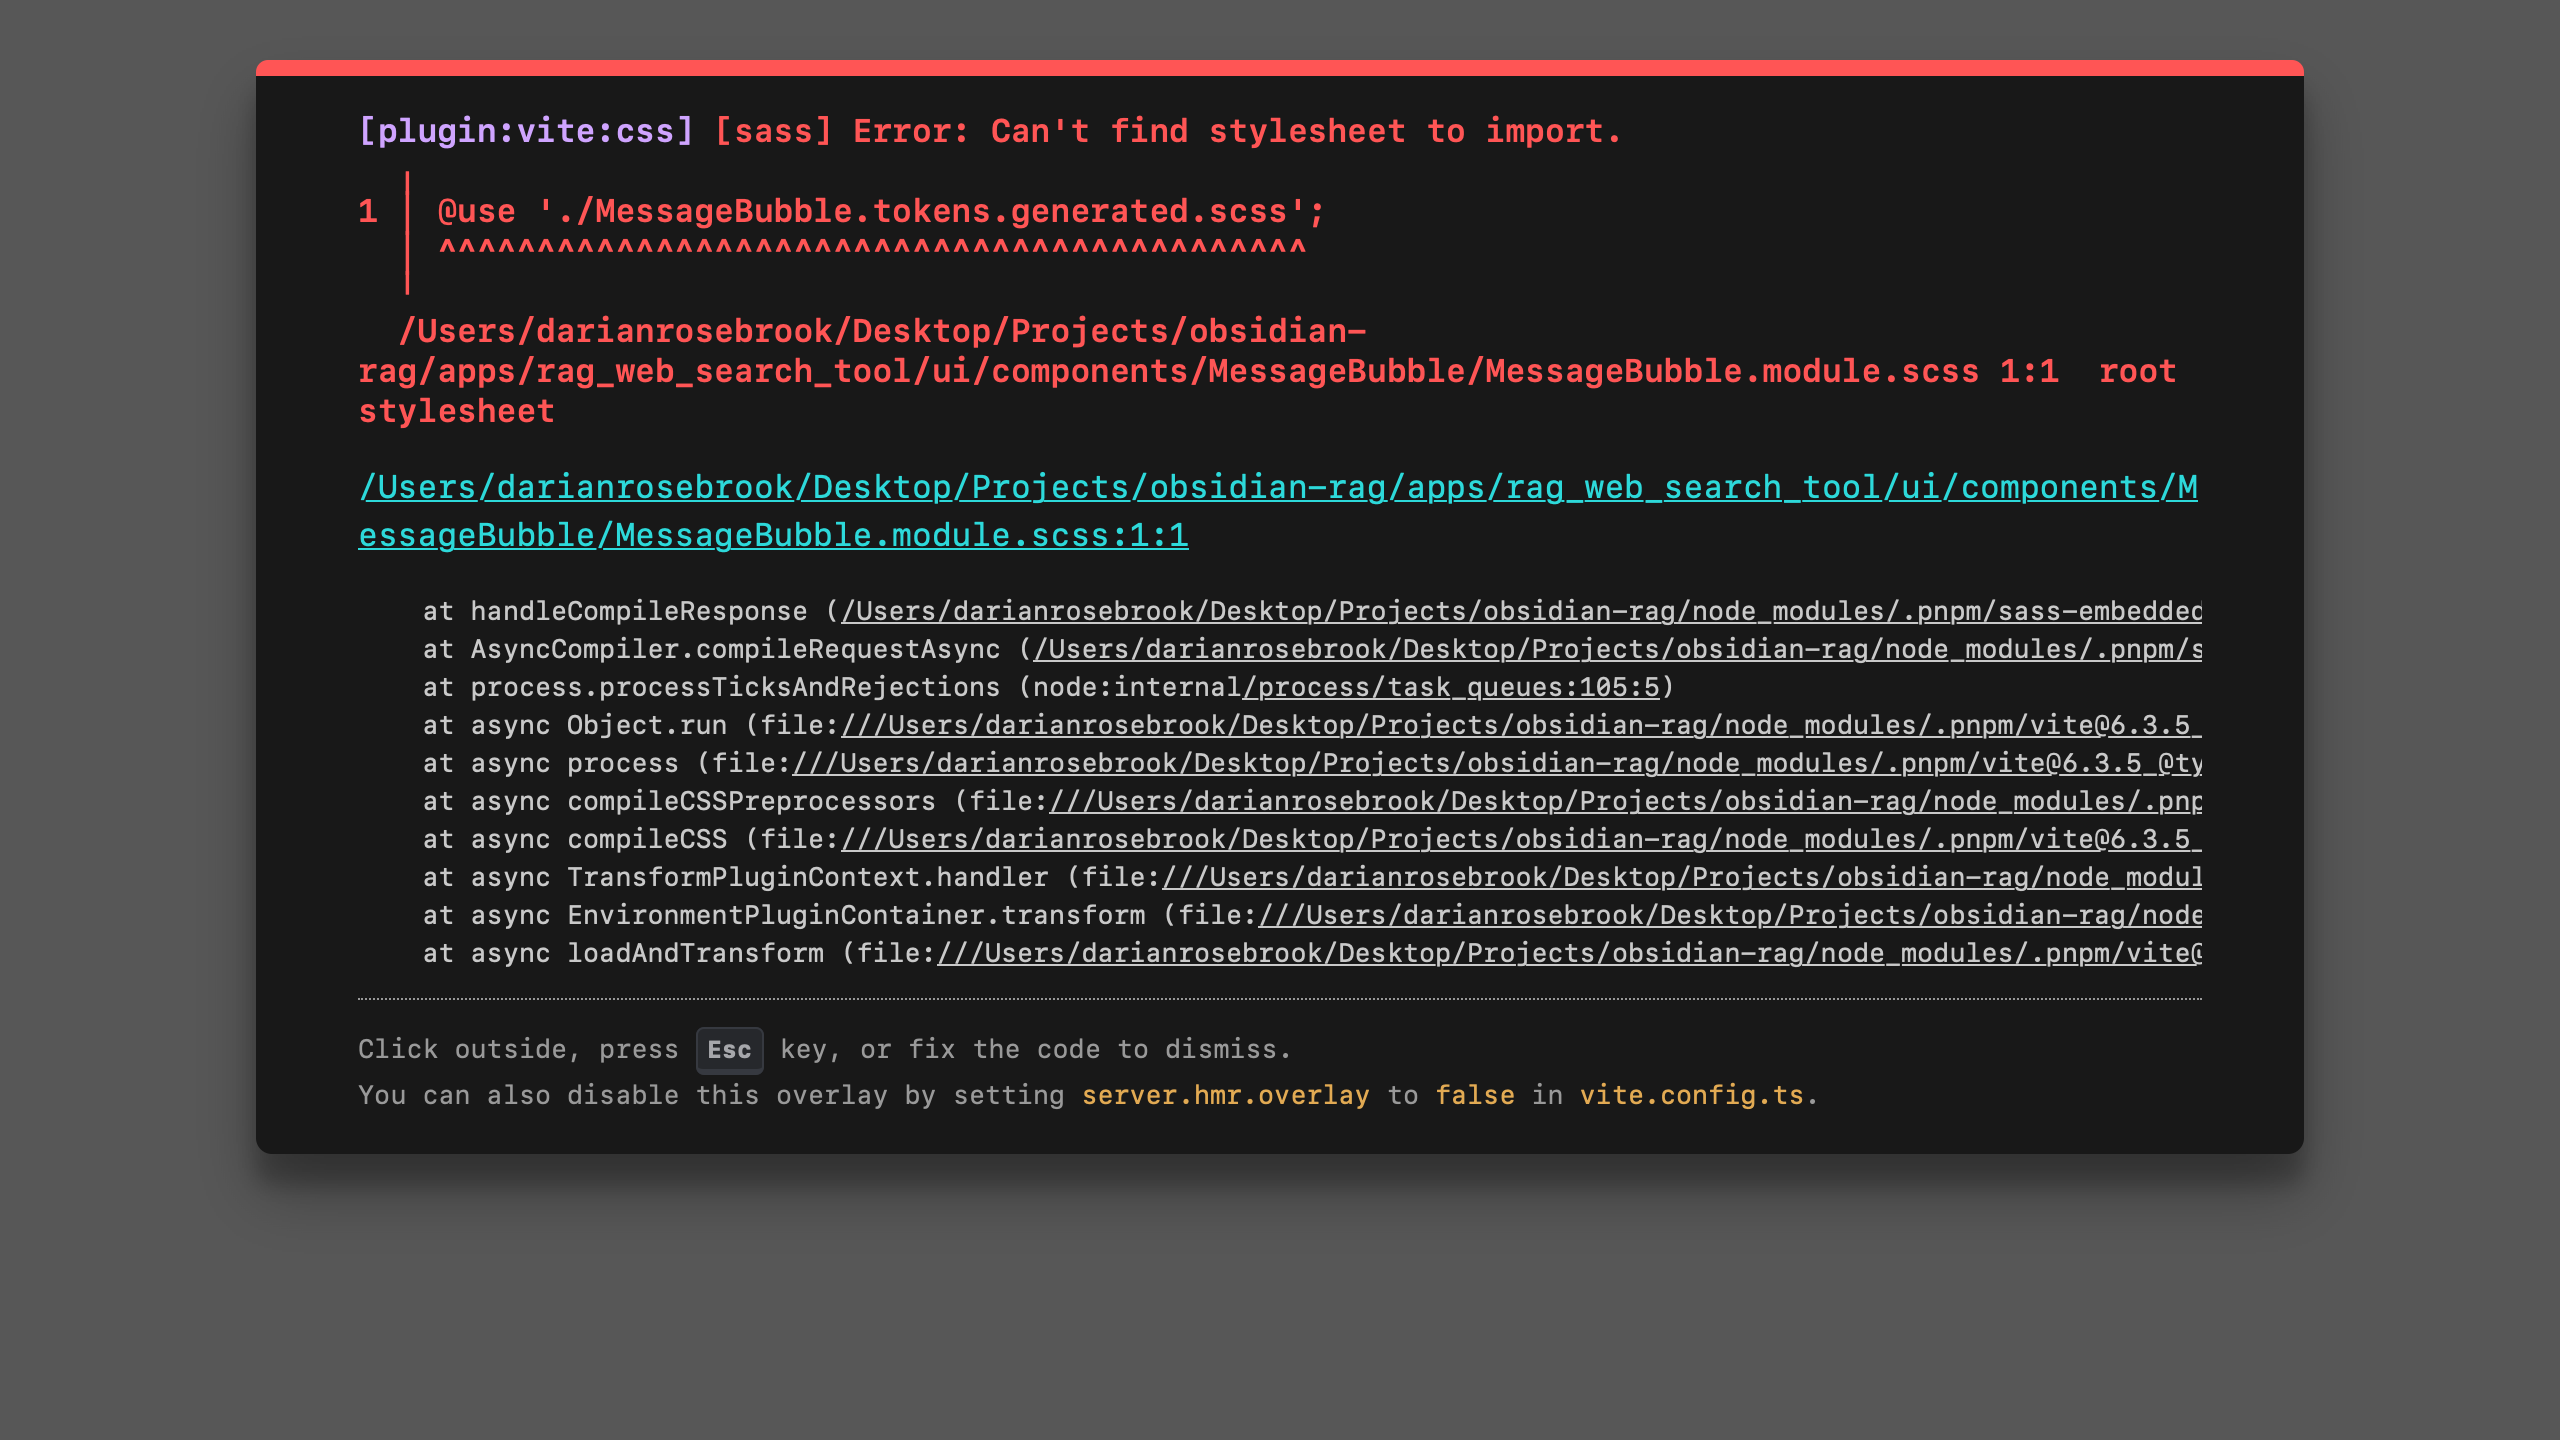 [plugin:vite:css] [sass] Error: Can't find stylesheet to import.
1 │ @use './MessageBubble.tokens.generated.scss';
│ ^^^^^^^^^^^^^^^^^^^^^^^^^^^^^^^^^^^^^^^^^^^^
/Users/darianrosebrook/Desktop/Projects/obsidian-
rag/apps/rag_web_search_tool/ui/components/MessageBubble/MessageBubble.module.scss 1:1  root
stylesheet
/Users/darianrosebrook/Desktop/Projects/obsidian-rag/apps/rag_web_search_tool/ui/components/M
essageBubble/MessageBubble.module.scss:1:1
at handleCompileResponse (/Users/darianrosebrook/Desktop/Projects/obsidian-rag/node_modules/.pnpm/sass-embedded
at AsyncCompiler.compileRequestAsync (/Users/darianrosebrook/Desktop/Projects/obsidian-rag/node_modules/.pnpm/s
at process.processTicksAndRejections (node:internal/process/task_queues:105:5)
at async Object.run (file:///Users/darianrosebrook/Desktop/Projects/obsidian-rag/node_modules/.pnpm/vite@6.3.5_
at async process (file:///Users/darianrosebrook/Desktop/Projects/obsidian-rag/node_modules/.pnpm/vite@6.3.5_@ty
at async compileCSSPreprocessors (file:///Users/darianrosebrook/Desktop/Projects/obsidian-rag/node_modules/.pnp
at async compileCSS (file:///Users/darianrosebrook/Desktop/Projects/obsidian-rag/node_modules/.pnpm/vite@6.3.5_
at async TransformPluginContext.handler (file:///Users/darianrosebrook/Desktop/Projects/obsidian-rag/node_modul
at async EnvironmentPluginContainer.transform (file:///Users/darianrosebrook/Desktop/Projects/obsidian-rag/node
at async loadAndTransform (file:///Users/darianrosebrook/Desktop/Projects/obsidian-rag/node_modules/.pnpm/vite@
Click outside, press Esc key, or fix the code to dismiss.
You can also disable this overlay by setting server.hmr.overlay to false in vite.config.ts.